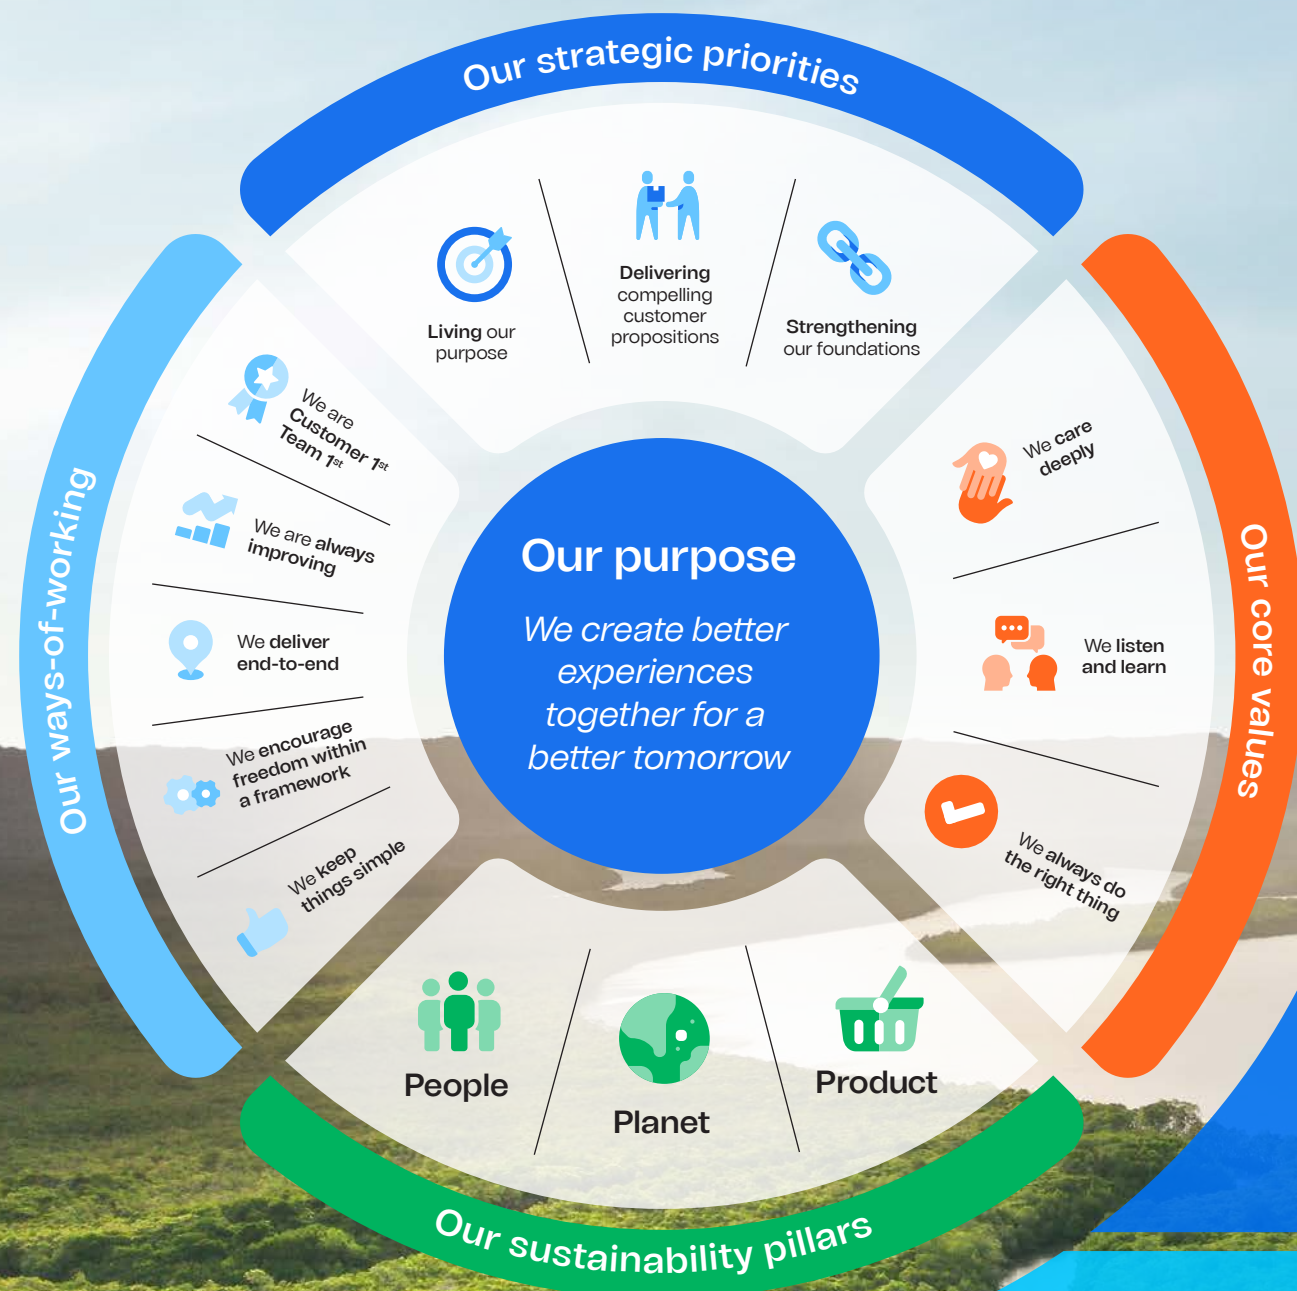 Our strategic priorities
Living our
purpose
Delivering
compelling
customer
propositions
Strengthening
our foundations
Our ways-of-working
We are
Customer 1st
Team 1st
We are always
improving
We deliver
end-to-end
We encourage
freedom within
a framework
We keep
things simple
Our purpose
We create better
experiences
together for a
better tomorrow
Our core values
We care
deeply
We listen
and learn
We always do
the right thing
People
Planet
Product
Our sustainability pillars